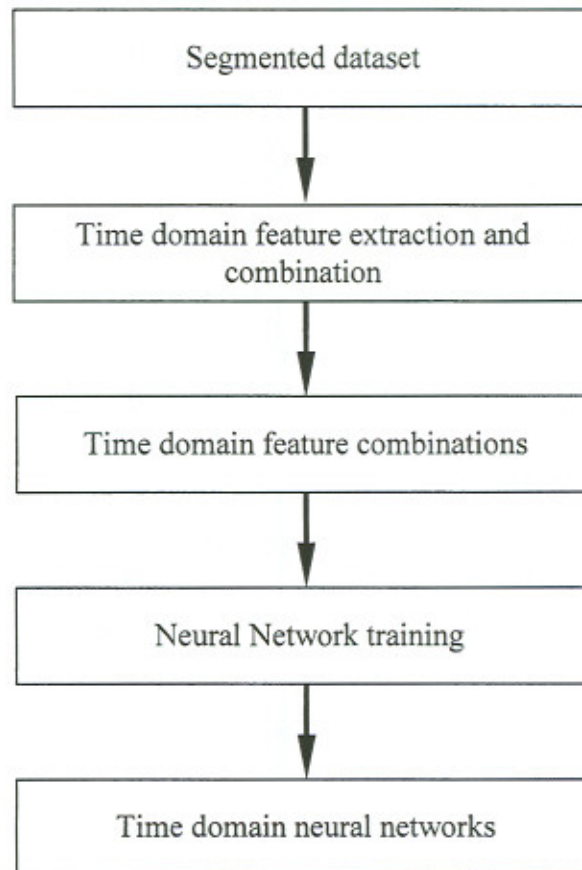 Segmented dataset
Time domain feature extraction and
combination
Time domain feature combinations
Neural Network training
Time domain neural networks